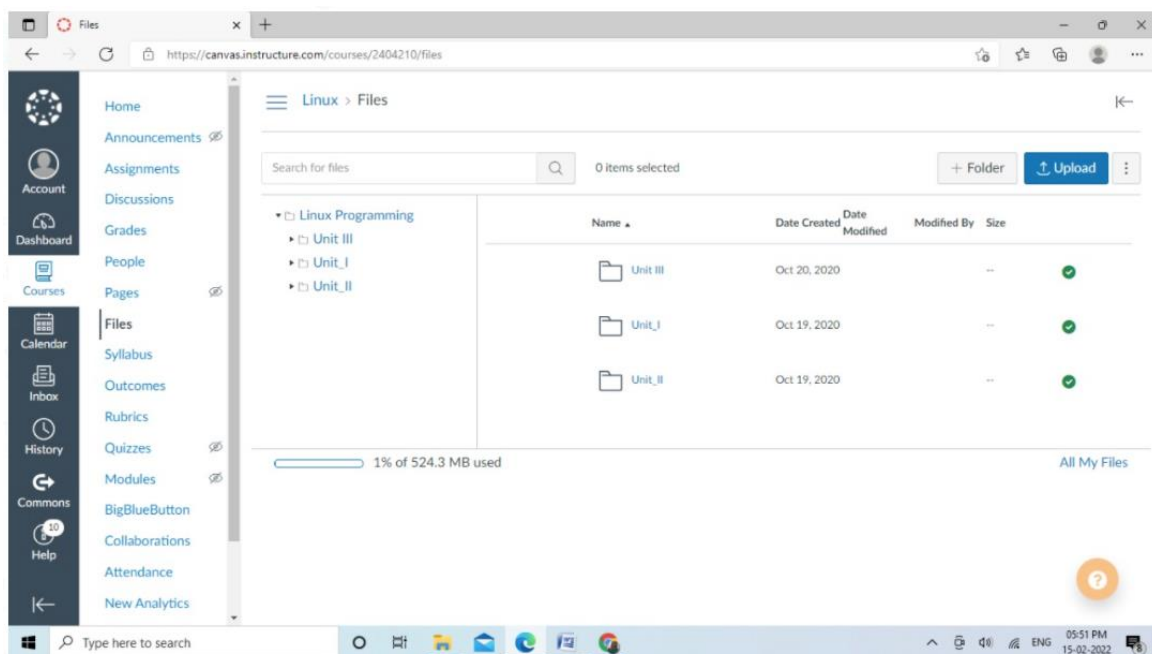 Files
https://canvas.instructure.com/courses/2404210/files
Account
Dashboard
Courses
Calendar
Inbox
History
Commons
10
Help
Home
Announcements
Assignments
Discussions
Grades
People
Pages
Files
Syllabus
Outcomes
Rubrics
Quizzes
Modules
BigBlueButton
Collaborations
Attendance
New Analytics
Linux > Files
Search for files
0 items selected
+ Folder
Upload
Linux Programming
Unit III
Unit_I
Unit_II
Name Date Created Date Modified Modified By Size
Unit III Oct 20, 2020 --
Unit_I Oct 19, 2020 --
Unit_II Oct 19, 2020 --
1% of 524.3 MB used
All My Files
?
Type here to search
ENG
05:51 PM
15-02-2022
8